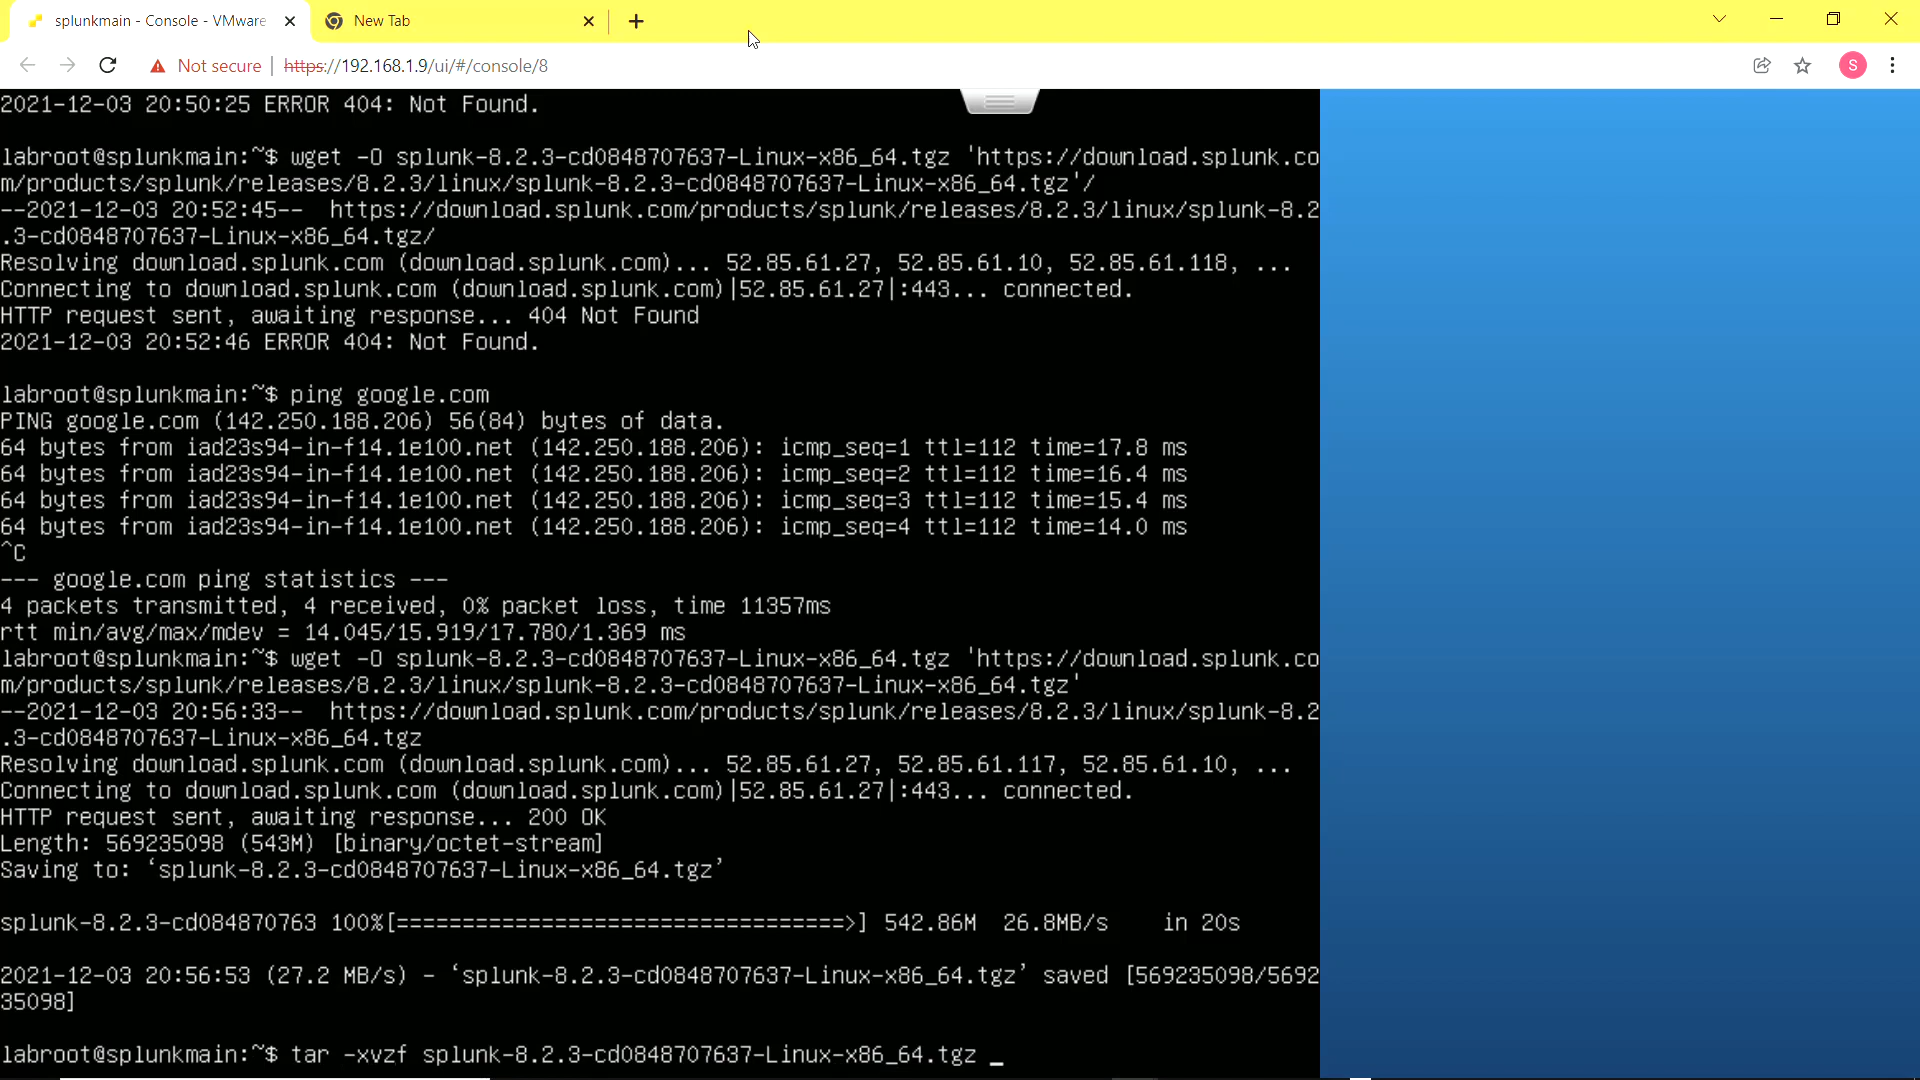 splunkmain - Console - VMware
New Tab
Not secure | https://192.168.1.9/ui/#/console/8
S
2021-12-03 20:50:25 ERROR 404: Not Found.
labroot@splunkmain:~$ wget -O splunk-8.2.3-cd0848707637-Linux-x86_64.tgz 'https://download.splunk.co
m/products/splunk/releases/8.2.3/linux/splunk-8.2.3-cd0848707637-Linux-x86_64.tgz'/
--2021-12-03 20:52:45--  https://download.splunk.com/products/splunk/releases/8.2.3/linux/splunk-8.2
.3-cd0848707637-Linux-x86_64.tgz/
Resolving download.splunk.com (download.splunk.com)... 52.85.61.27, 52.85.61.10, 52.85.61.118, ...
Connecting to download.splunk.com (download.splunk.com)|52.85.61.27|:443... connected.
HTTP request sent, awaiting response... 404 Not Found
2021-12-03 20:52:46 ERROR 404: Not Found.
labroot@splunkmain:~$ ping google.com
PING google.com (142.250.188.206) 56(84) bytes of data.
64 bytes from iad23s94-in-f14.1e100.net (142.250.188.206): icmp_seq=1 ttl=112 time=17.8 ms
64 bytes from iad23s94-in-f14.1e100.net (142.250.188.206): icmp_seq=2 ttl=112 time=16.4 ms
64 bytes from iad23s94-in-f14.1e100.net (142.250.188.206): icmp_seq=3 ttl=112 time=15.4 ms
64 bytes from iad23s94-in-f14.1e100.net (142.250.188.206): icmp_seq=4 ttl=112 time=14.0 ms
^C
--- google.com ping statistics ---
4 packets transmitted, 4 received, 0% packet loss, time 11357ms
rtt min/avg/max/mdev = 14.045/15.919/17.780/1.369 ms
labroot@splunkmain:~$ wget -O splunk-8.2.3-cd0848707637-Linux-x86_64.tgz 'https://download.splunk.co
m/products/splunk/releases/8.2.3/linux/splunk-8.2.3-cd0848707637-Linux-x86_64.tgz'
--2021-12-03 20:56:33--  https://download.splunk.com/products/splunk/releases/8.2.3/linux/splunk-8.2
.3-cd0848707637-Linux-x86_64.tgz
Resolving download.splunk.com (download.splunk.com)... 52.85.61.27, 52.85.61.117, 52.85.61.10, ...
Connecting to download.splunk.com (download.splunk.com)|52.85.61.27|:443... connected.
HTTP request sent, awaiting response... 200 OK
Length: 569235098 (543M) [binary/octet-stream]
Saving to: ‘splunk-8.2.3-cd0848707637-Linux-x86_64.tgz’
splunk-8.2.3-cd084870763 100%[==================================>] 542.86M  26.8MB/s    in 20s
2021-12-03 20:56:53 (27.2 MB/s) - ‘splunk-8.2.3-cd0848707637-Linux-x86_64.tgz’ saved [569235098/5692
35098]
labroot@splunkmain:~$ tar -xvzf splunk-8.2.3-cd0848707637-Linux-x86_64.tgz _